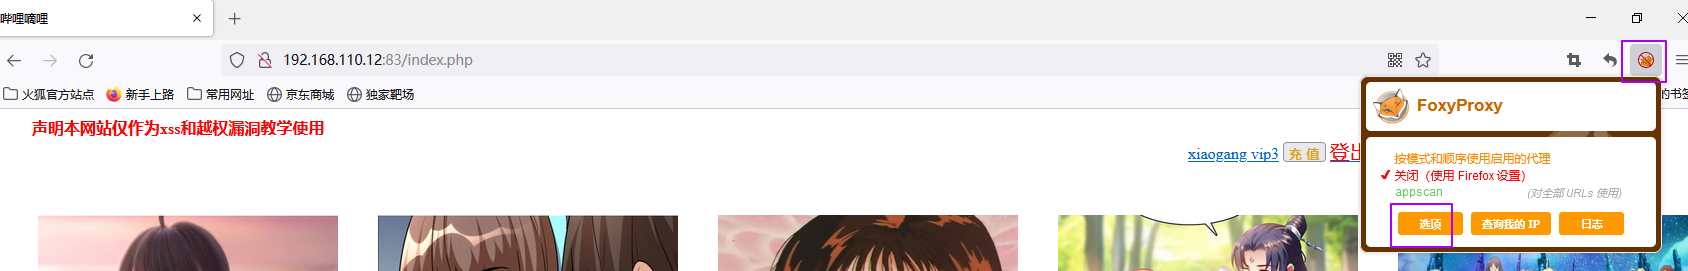 哔哩嘀哩
192.168.110.12:83/index.php
火狐官方站点 新手上路 常用网址 京东商城 独家靶场
的书签
声明本网站仅作为xss和越权漏洞教学使用
xiaogang vip3 充 值 登出
FoxyProxy
按模式和顺序使用启用的代理
✔ 关闭（使用 Firefox 设置）
appscan (对全部 URLs 使用)
选项 查询我的 IP 日志